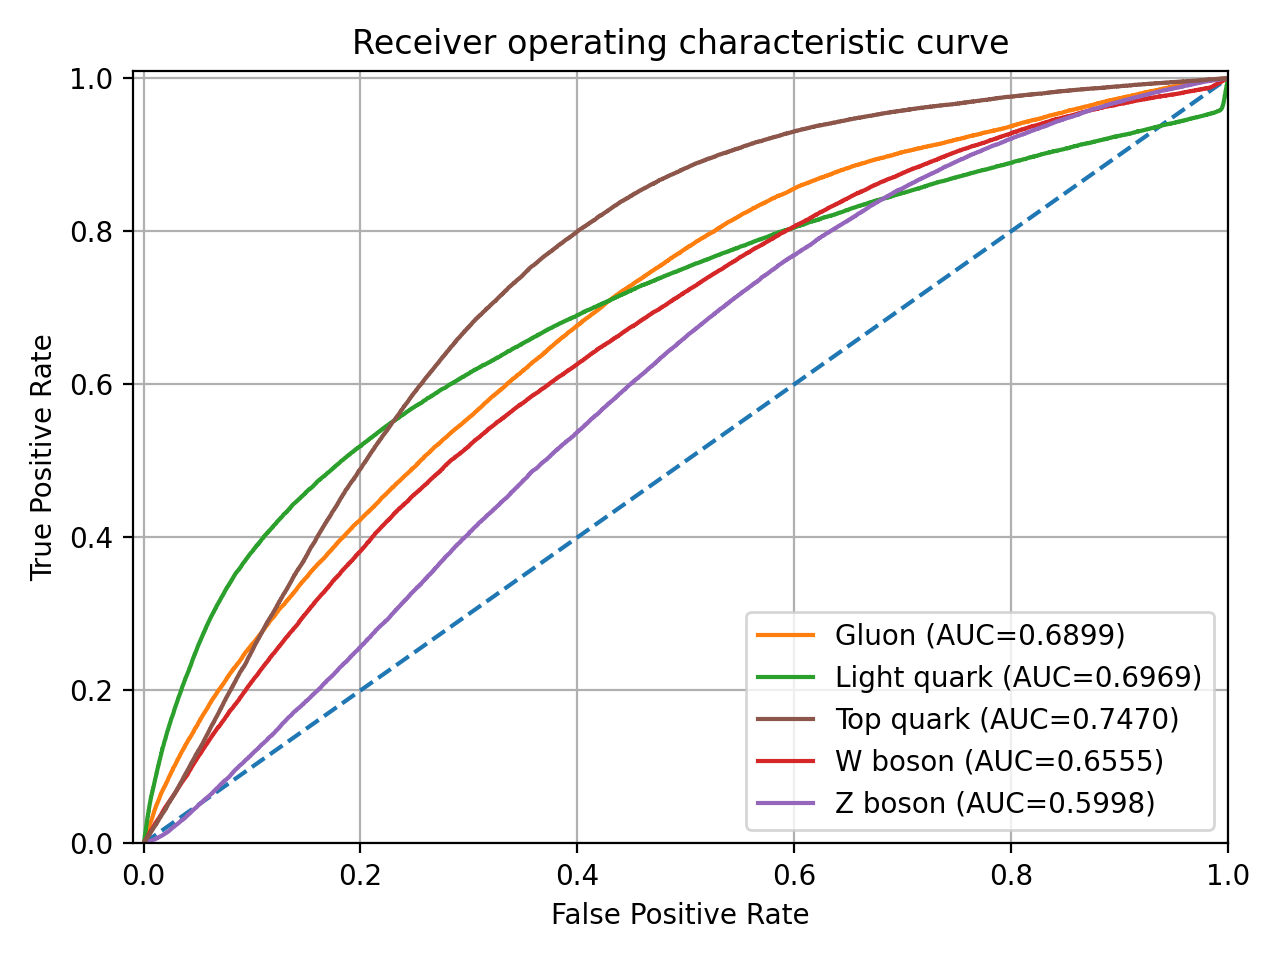 Receiver operating characteristic curve
True Positive Rate
1.0
0.8
0.6
0.4
0.2
0.0
Gluon (AUC=0.6899)
Light quark (AUC=0.6969)
Top quark (AUC=0.7470)
W boson (AUC=0.6555)
Z boson (AUC=0.5998)
0.0 0.2 0.4 0.6 0.8 1.0
False Positive Rate